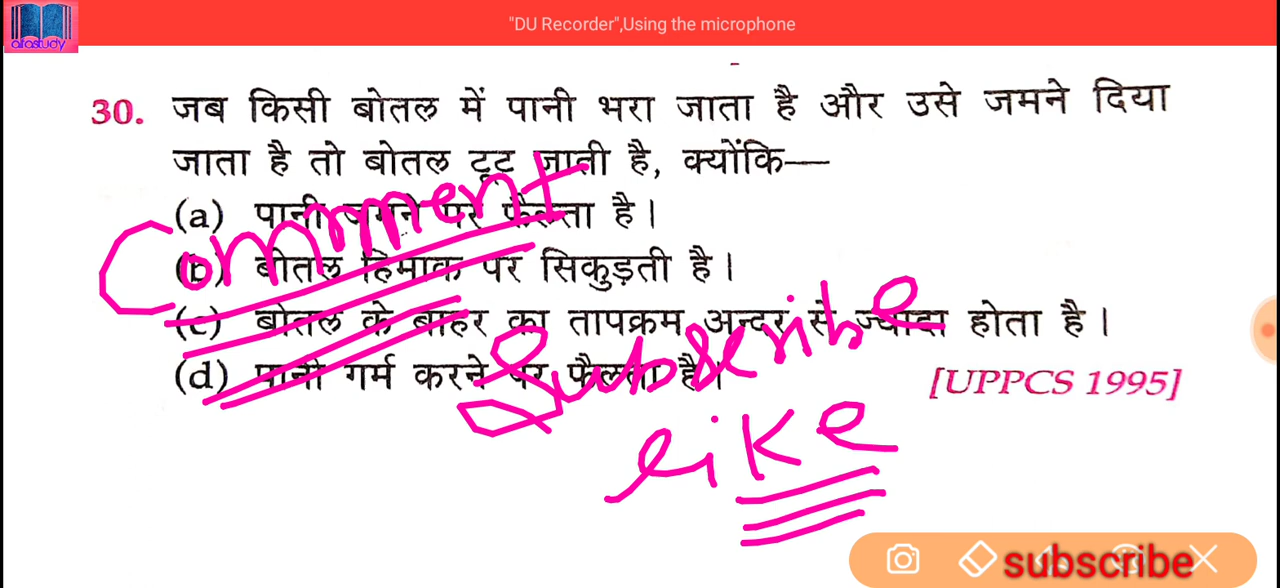 "DU Recorder",Using the microphone
alfastudy
30. जब किसी बोतल में पानी भरा जाता है और उसे जमने दिया
जाता है तो बोतल टूट जाती है, क्योंकि—
(a) पानी जमने पर फैलता है।
(b) बोतल हिमांक पर सिकुड़ती है।
(c) बोतल के बाहर का तापक्रम अन्दर से ज्यादा होता है।
(d) पानी गर्म करने पर फैलता है।
[UPPCS 1995]
Comment
Subscribe
like
subscribe